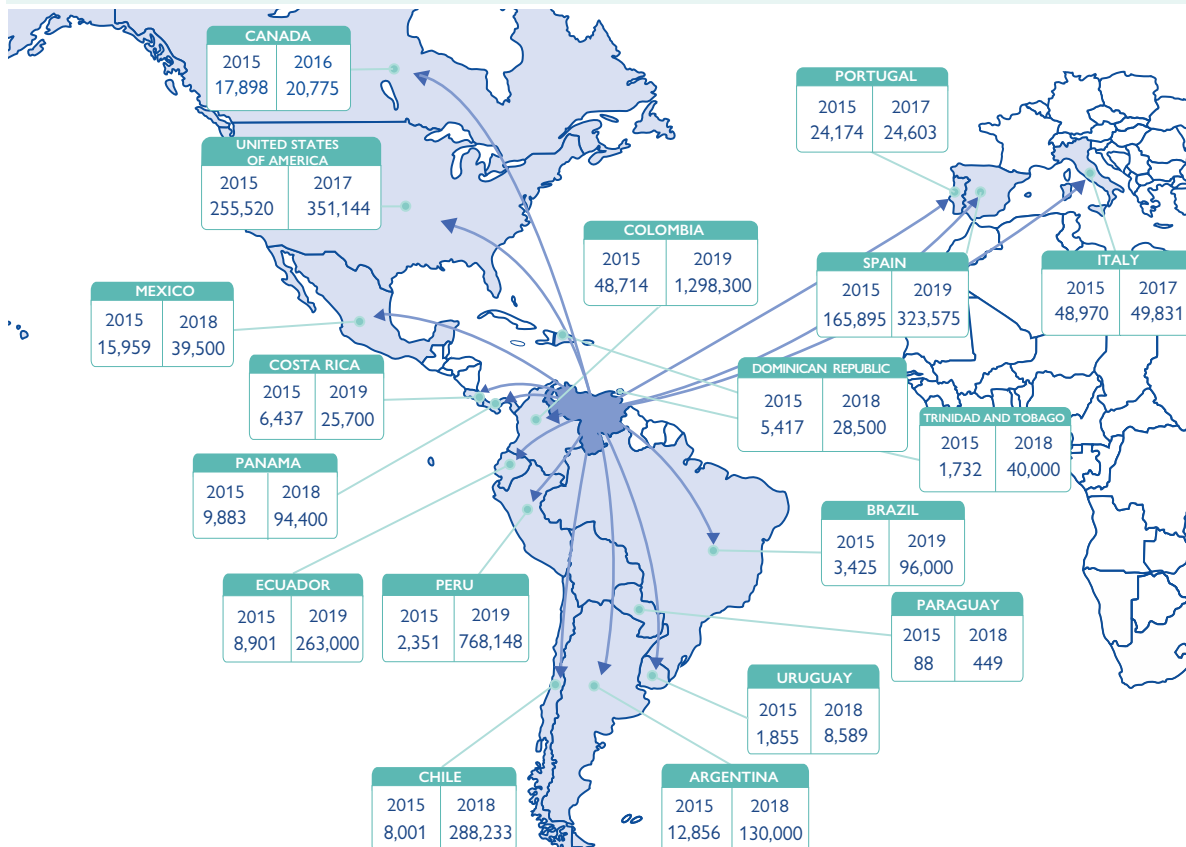 CANADA
2015 2016
17,898 20,775
UNITED STATES
OF AMERICA
2015 2017
255,520 351,144
PORTUGAL
2015 2017
24,174 24,603
COLOMBIA
2015 2019
48,714 1,298,300
SPAIN
2015 2019
165,895 323,575
ITALY
2015 2017
48,970 49,831
MEXICO
2015 2018
15,959 39,500
COSTA RICA
2015 2019
6,437 25,700
DOMINICAN REPUBLIC
2015 2018
5,417 28,500
TRINIDAD AND TOBAGO
2015 2018
1,732 40,000
PANAMA
2015 2018
9,883 94,400
BRAZIL
2015 2019
3,425 96,000
ECUADOR
2015 2019
8,901 263,000
PERU
2015 2019
2,351 768,148
PARAGUAY
2015 2018
88 449
URUGUAY
2015 2018
1,855 8,589
CHILE
2015 2018
8,001 288,233
ARGENTINA
2015 2018
12,856 130,000